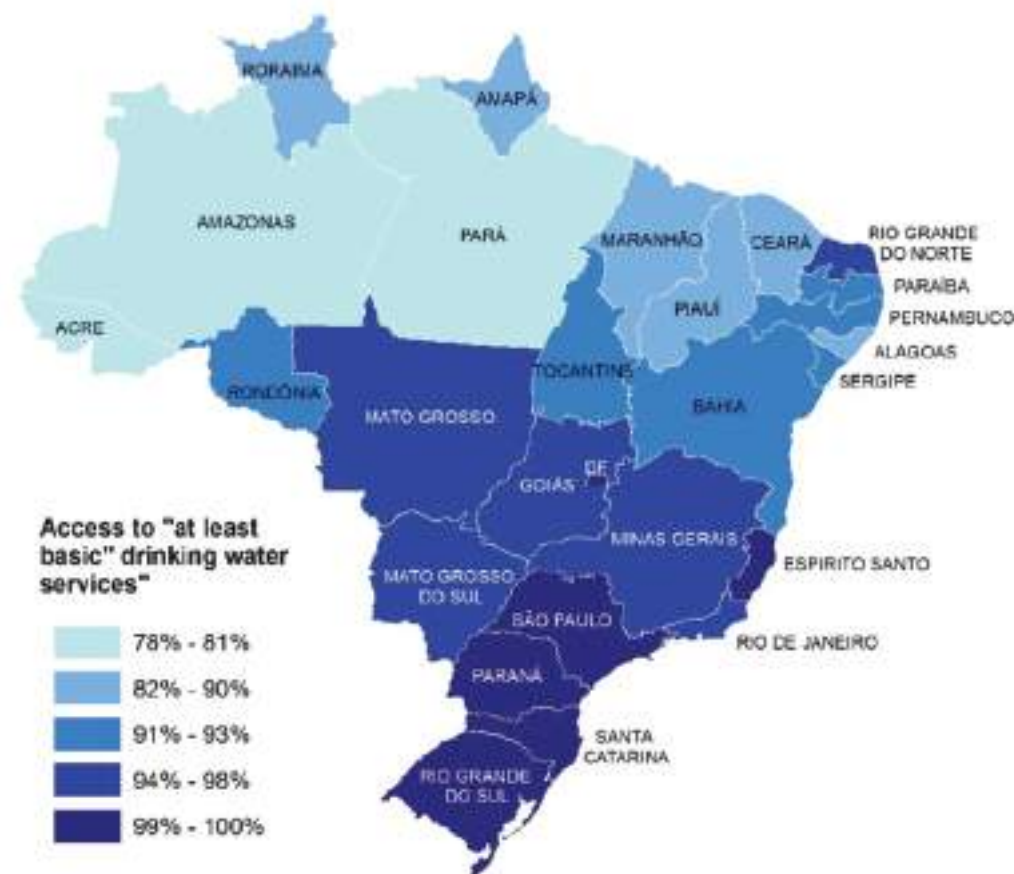 RORAIMA
AMAPÁ
AMAZONAS
PARÁ
MARANHÃO
CEARÁ
RIO GRANDE
DO NORTE
PARAÍBA
PIAUÍ
PERNAMBUCO
ACRE
ALAGOAS
TOCANTINS
SERGIPE
RONDÔNIA
BAHIA
MATO GROSSO
DF
GOIÁS
MINAS GERAIS
ESPIRITO SANTO
MATO GROSSO
DO SUL
SÃO PAULO
RIO DE JANEIRO
PARANÁ
SANTA
CATARINA
RIO GRANDE
DO SUL
Access to "at least
basic" drinking water
services"
78% - 81%
82% - 90%
91% - 93%
94% - 98%
99% - 100%